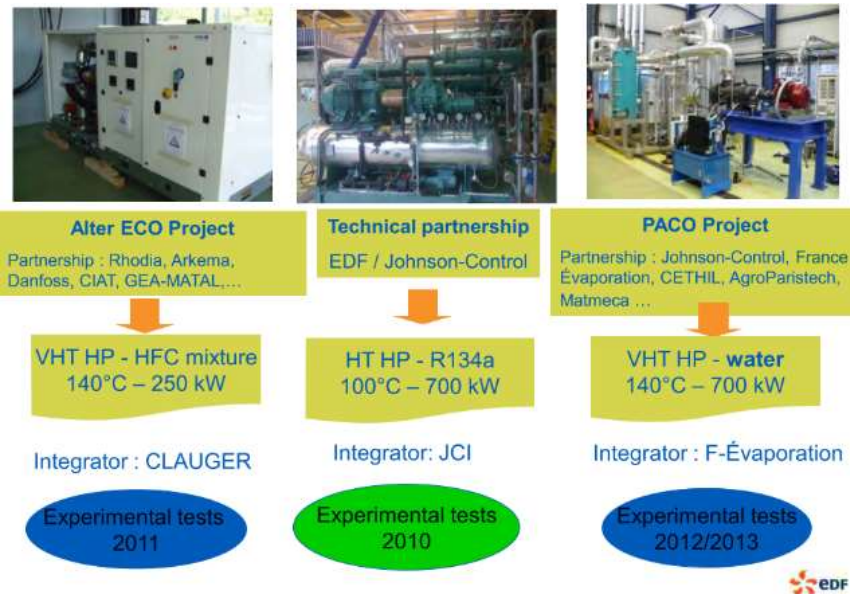 Alter ECO Project
Partnership : Rhodia, Arkema,
Danfoss, CIAT, GEA-MATAL,...
VHT HP - HFC mixture
140°C – 250 kW
Integrator : CLAUGER
Experimental tests
2011
Technical partnership
EDF / Johnson-Control
HT HP - R134a
100°C – 700 kW
Integrator: JCI
Experimental tests
2010
PACO Project
Partnership : Johnson-Control, France
Évaporation, CETHIL, AgroParistech,
Matmeca ...
VHT HP - water
140°C – 700 kW
Integrator : F-Évaporation
Experimental tests
2012/2013
eDF